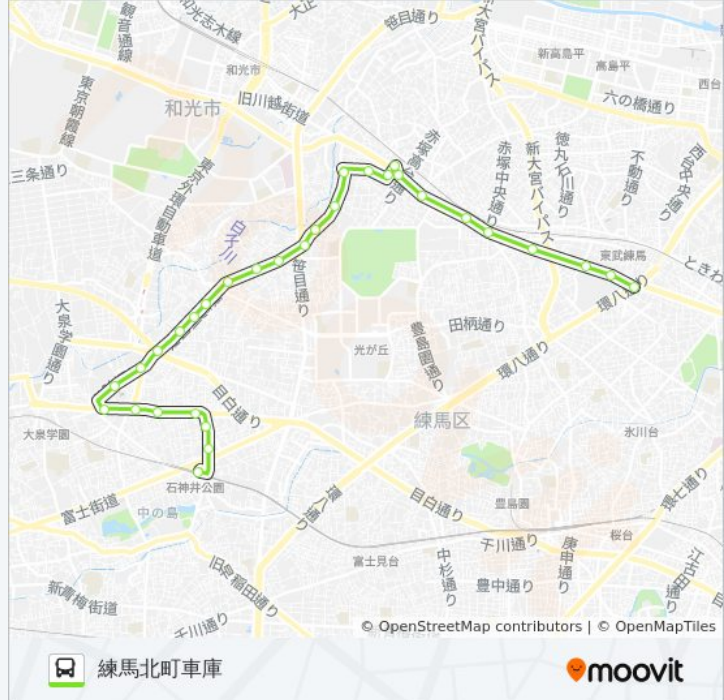 観音通線
和光志木線
大正
笹目通り
大宮バイパス
新高島平
高島平
西台
和光市
和光市
旧川越街道
六の橋通り
東京朝霞線
三条通り
赤塚高台通り
赤塚中央通り
新大宮バイパス
徳丸石川通り
不動通り
西台中央通り
東京外環自動車道
白子川
笹目通り
東武練馬
ときわ
環八通り
大泉学園通り
田柄通り
光が丘
豊島園通り
環八通り
目白通り
練馬区
大泉学園
氷川台
石神井公園
富士街道
中の島
環八通り
目白通り
豊島園
環七通り
千川通り
桜台
富士見台
中杉通り
豊中通り
庚申通り
江古田通り
旧早稲田通り
新青梅街道
千川通り
© OpenStreetMap contributors | © OpenMapTiles
練馬北町車庫
moovit